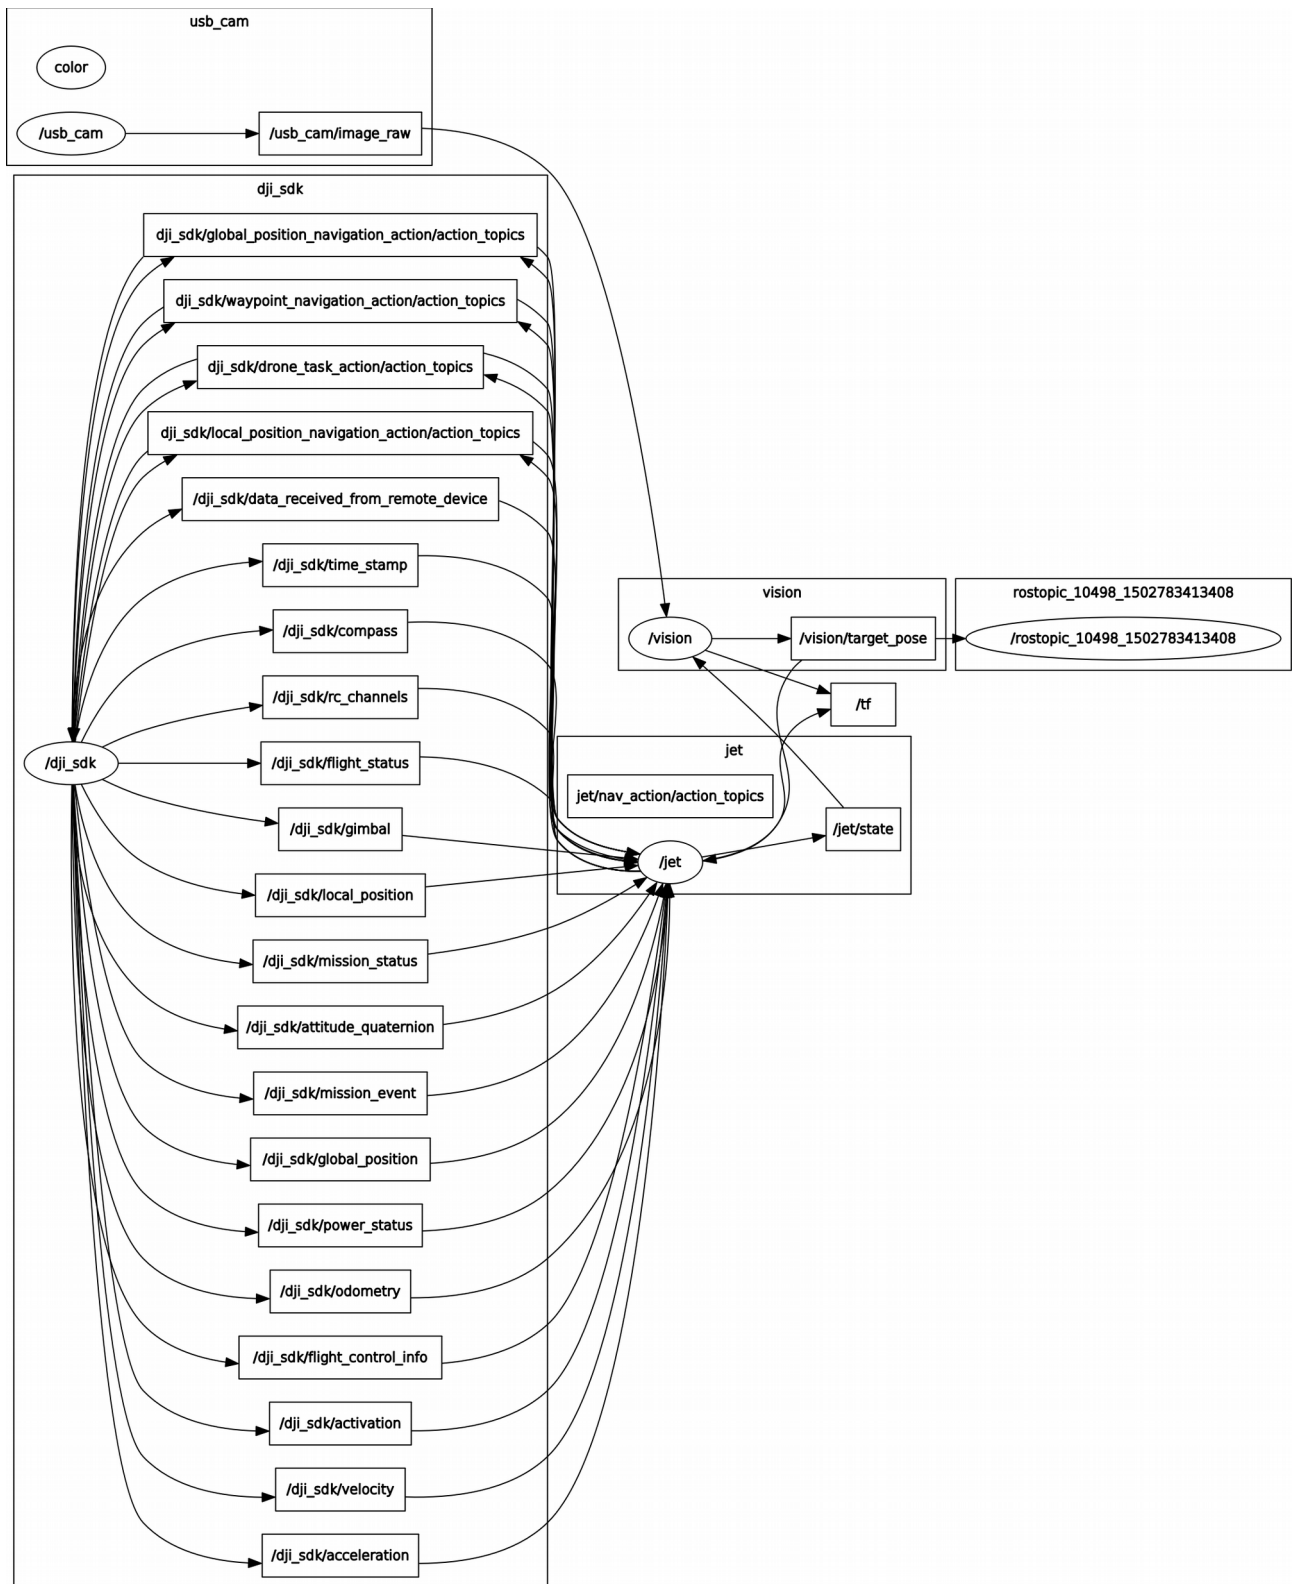 usb_cam
color
/usb_cam
/usb_cam/image_raw
dji_sdk
dji_sdk/global_position_navigation_action/action_topics
dji_sdk/waypoint_navigation_action/action_topics
dji_sdk/drone_task_action/action_topics
dji_sdk/local_position_navigation_action/action_topics
/dji_sdk/data_received_from_remote_device
/dji_sdk/time_stamp
/dji_sdk/compass
/dji_sdk/rc_channels
/dji_sdk
/dji_sdk/flight_status
/dji_sdk/gimbal
/dji_sdk/local_position
/dji_sdk/mission_status
/dji_sdk/attitude_quaternion
/dji_sdk/mission_event
/dji_sdk/global_position
/dji_sdk/power_status
/dji_sdk/odometry
/dji_sdk/flight_control_info
/dji_sdk/activation
/dji_sdk/velocity
/dji_sdk/acceleration
vision
/vision
/vision/target_pose
rostopic_10498_1502783413408
/rostopic_10498_1502783413408
/tf
jet
jet/nav_action/action_topics
/jet/state
/jet